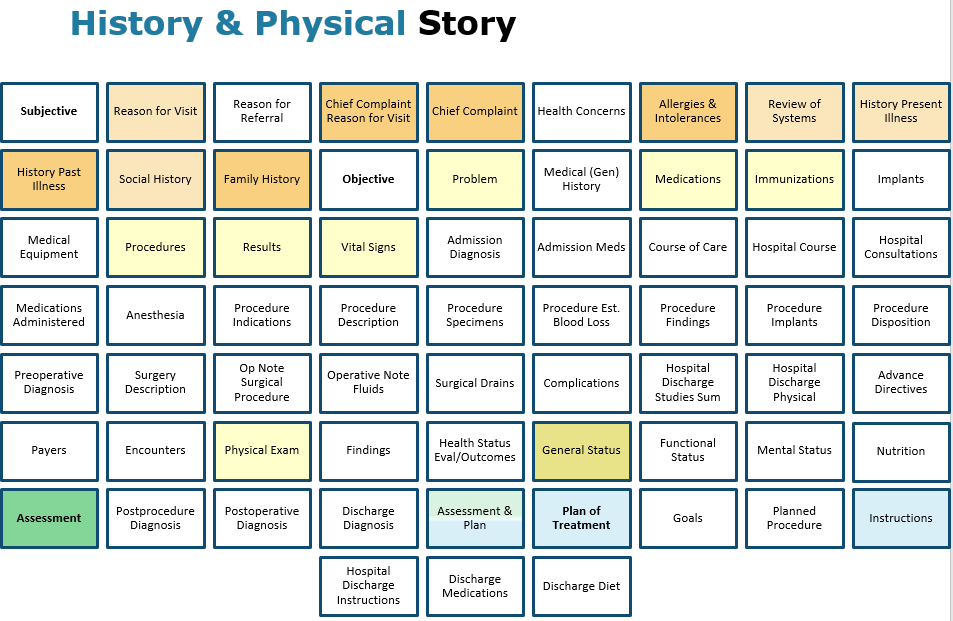 History & Physical Story
Subjective
Reason for Visit
Reason for
Referral
Chief Complaint
Reason for Visit
Chief Complaint
Health Concerns
Allergies &
Intolerances
Review of
Systems
History Present
Illness
History Past
Illness
Social History
Family History
Objective
Problem
Medical (Gen)
History
Medications
Immunizations
Implants
Medical
Equipment
Procedures
Results
Vital Signs
Admission
Diagnosis
Admission Meds
Course of Care
Hospital Course
Hospital
Consultations
Medications
Administered
Anesthesia
Procedure
Indications
Procedure
Description
Procedure
Specimens
Procedure Est.
Blood Loss
Procedure
Findings
Procedure
Implants
Procedure
Disposition
Preoperative
Diagnosis
Surgery
Description
Op Note
Surgical
Procedure
Operative Note
Fluids
Surgical Drains
Complications
Hospital
Discharge
Studies Sum
Hospital
Discharge
Physical
Advance
Directives
Payers
Encounters
Physical Exam
Findings
Health Status
Eval/Outcomes
General Status
Functional
Status
Mental Status
Nutrition
Assessment
Postprocedure
Diagnosis
Postoperative
Diagnosis
Discharge
Diagnosis
Assessment &
Plan
Plan of
Treatment
Goals
Planned
Procedure
Instructions
Hospital
Discharge
Instructions
Discharge
Medications
Discharge Diet